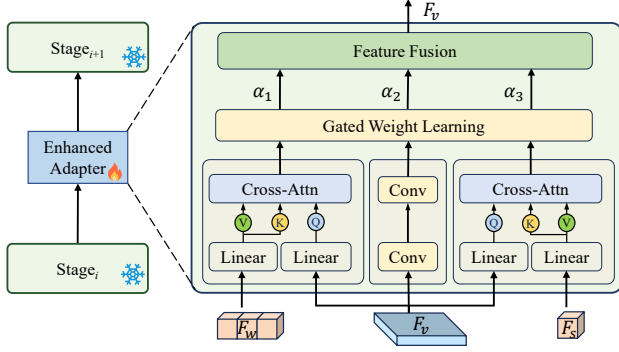 F_v
Stage_{i+1}
Feature Fusion
α_1 α_2 α_3
Enhanced
Adapter
Gated Weight Learning
Cross-Attn Conv Cross-Attn
V K Q Q K V
Stage_i
Linear Linear Conv Linear Linear
F_w F_v F_s